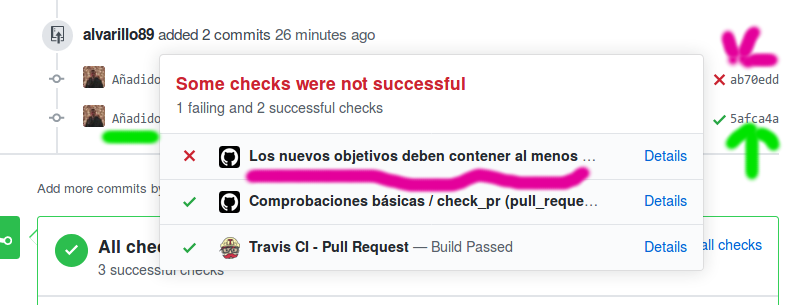 alvarillo89 added 2 commits 26 minutes ago
Añadido ab70edd
Some checks were not successful
1 failing and 2 successful checks
Añadido 5afca4a
Los nuevos objetivos deben contener al menos … Details
Add more commits by
Comprobaciones básicas / check_pr (pull_reque… Details
All chec all checks
Travis CI - Pull Request — Build Passed Details
3 successful checks